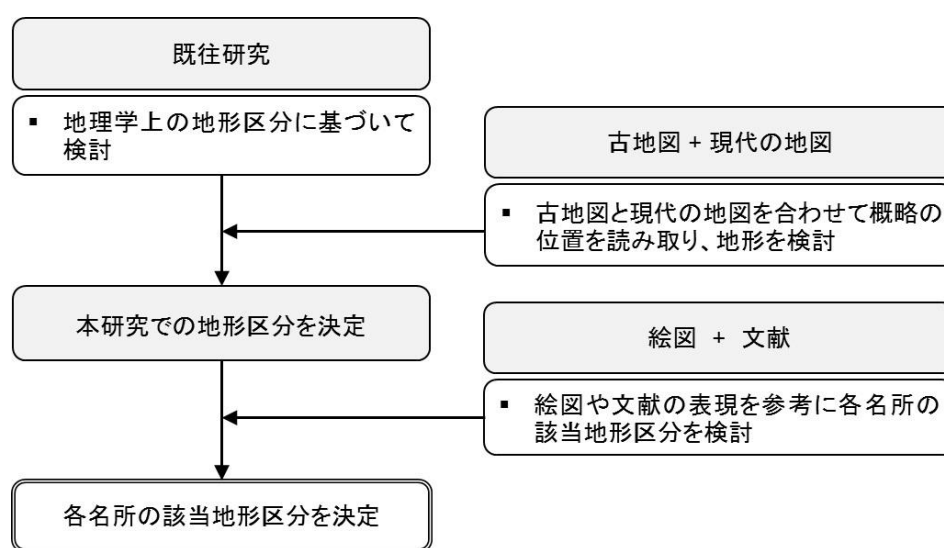 既往研究
▪ 地理学上の地形区分に基づいて
検討
古地図 + 現代の地図
▪ 古地図と現代の地図を合わせて概略の
位置を読み取り、地形を検討
本研究での地形区分を決定
絵図 + 文献
▪ 絵図や文献の表現を参考に各名所の
該当地形区分を検討
各名所の該当地形区分を決定